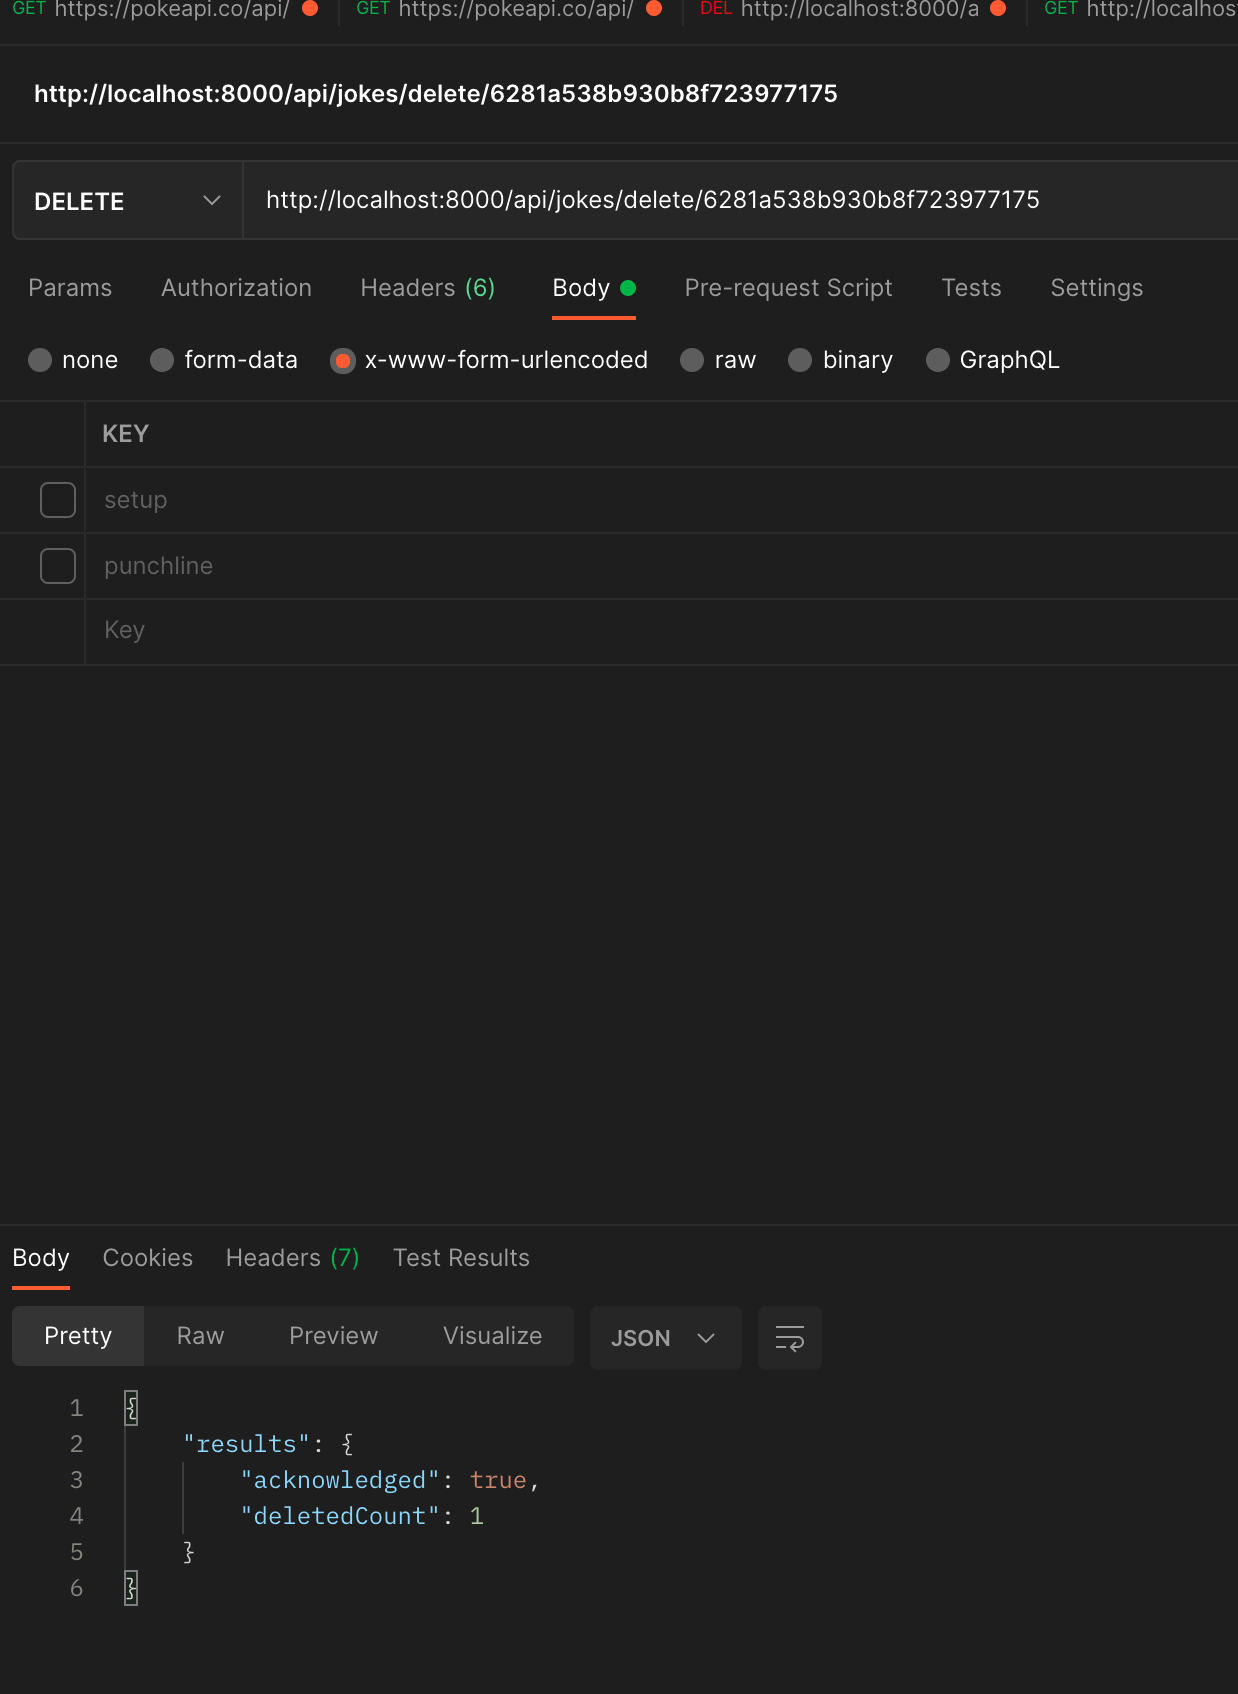 GET https://pokeapi.co/api/ GET https://pokeapi.co/api/ DEL http://localhost:8000/a GET http://localhos
http://localhost:8000/api/jokes/delete/6281a538b930b8f723977175
DELETE http://localhost:8000/api/jokes/delete/6281a538b930b8f723977175
Params Authorization Headers (6) Body Pre-request Script Tests Settings
none form-data x-www-form-urlencoded raw binary GraphQL
KEY
setup
punchline
Key
Body Cookies Headers (7) Test Results
Pretty Raw Preview Visualize JSON
1 {
2 "results": {
3 "acknowledged": true,
4 "deletedCount": 1
5 }
6 }